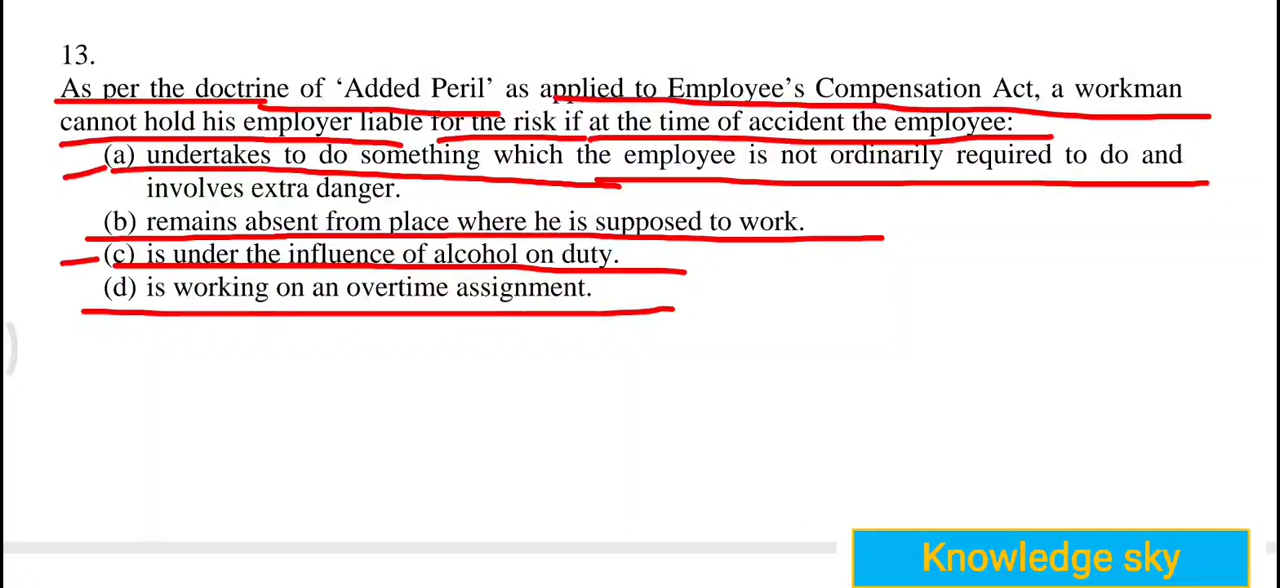 13.
As per the doctrine of ‘Added Peril’ as applied to Employee’s Compensation Act, a workman
cannot hold his employer liable for the risk if at the time of accident the employee:
(a) undertakes to do something which the employee is not ordinarily required to do and
involves extra danger.
(b) remains absent from place where he is supposed to work.
(c) is under the influence of alcohol on duty.
(d) is working on an overtime assignment.
Knowledge sky